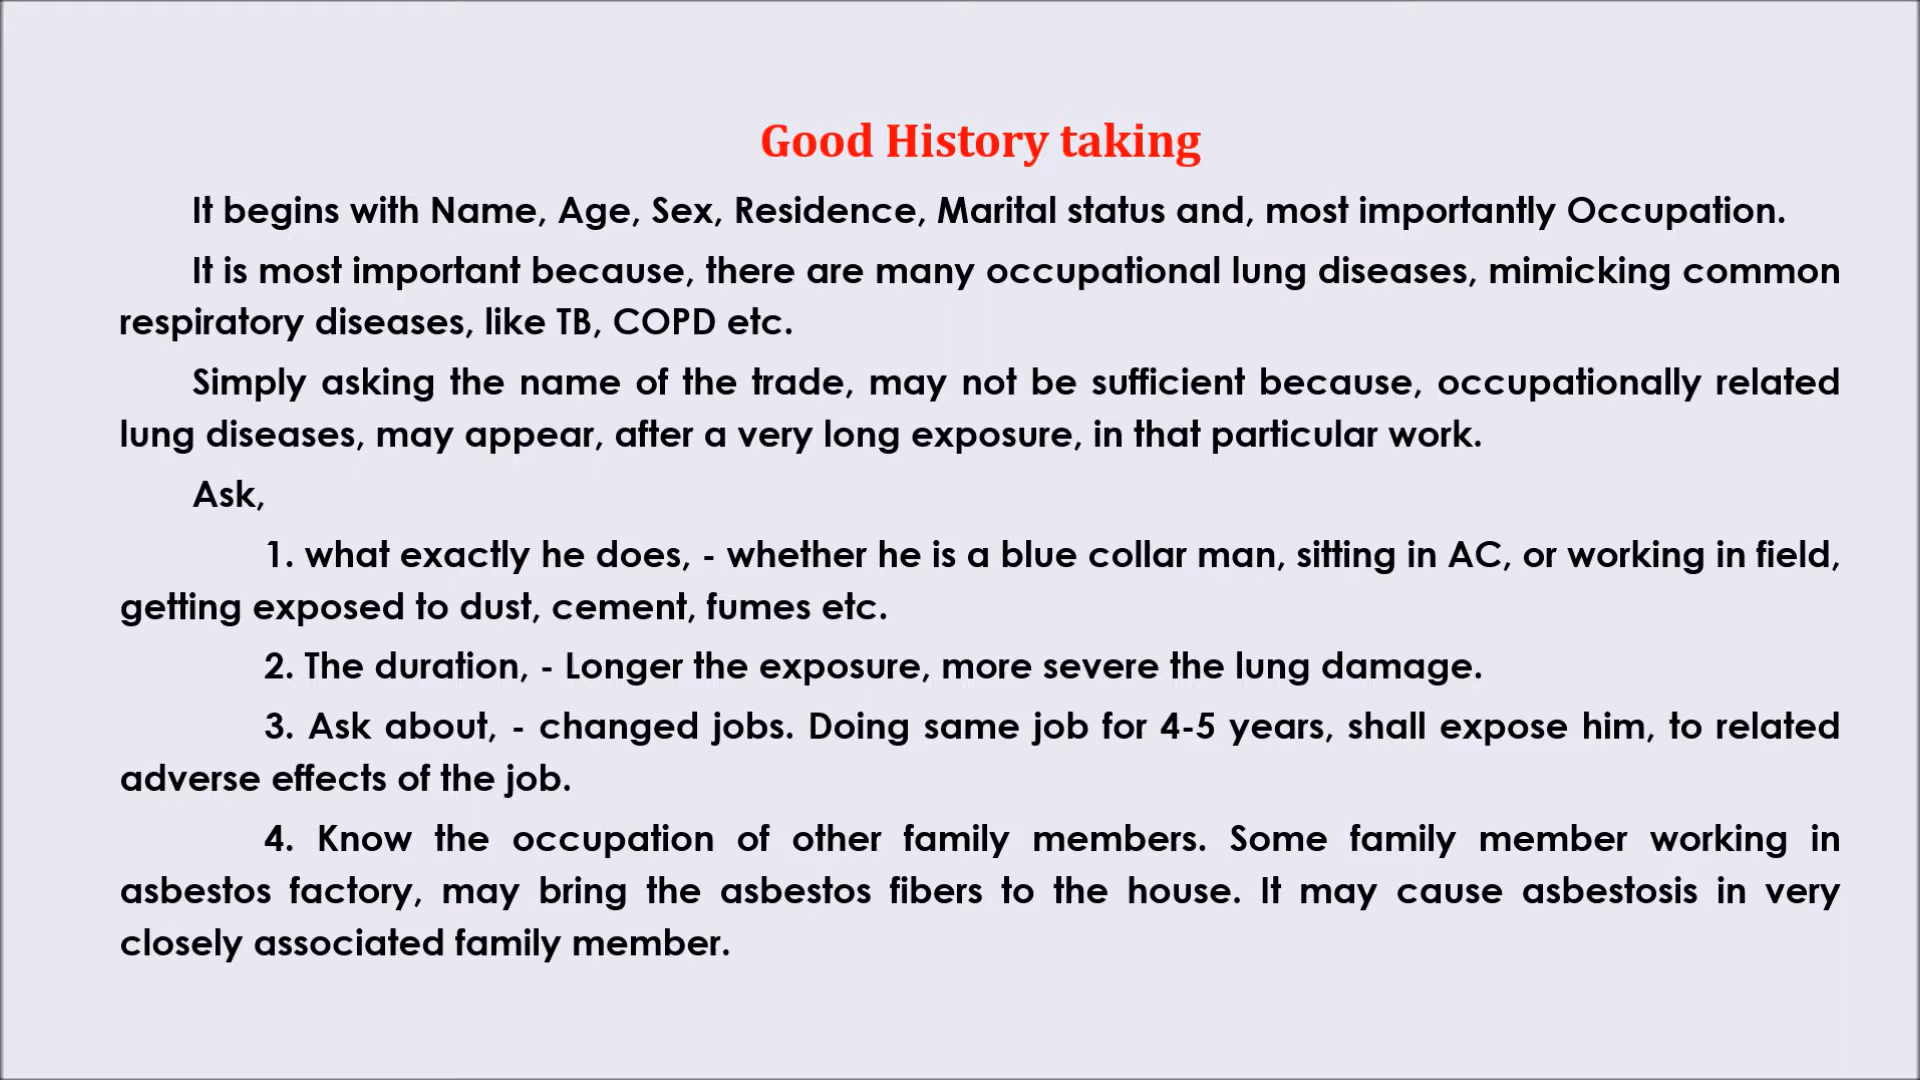 Good History taking
It begins with Name, Age, Sex, Residence, Marital status and, most importantly Occupation.
It is most important because, there are many occupational lung diseases, mimicking common
respiratory diseases, like TB, COPD etc.
Simply asking the name of the trade, may not be sufficient because, occupationally related
lung diseases, may appear, after a very long exposure, in that particular work.
Ask,
1. what exactly he does, - whether he is a blue collar man, sitting in AC, or working in field,
getting exposed to dust, cement, fumes etc.
2. The duration, - Longer the exposure, more severe the lung damage.
3. Ask about, - changed jobs. Doing same job for 4-5 years, shall expose him, to related
adverse effects of the job.
4. Know the occupation of other family members. Some family member working in
asbestos factory, may bring the asbestos fibers to the house. It may cause asbestosis in very
closely associated family member.